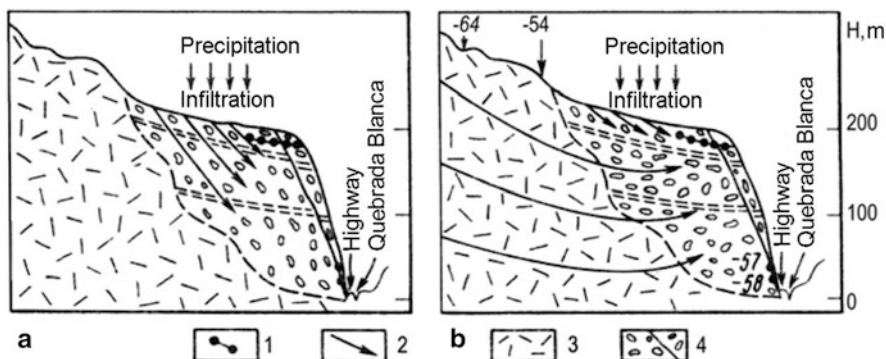 Precipitation
Infiltration
Highway
Quebrada Blanca
a
1
2
-64
-54
Precipitation
Infiltration
-57
-58
Highway
Quebrada Blanca
H, m
200
100
0
b
3
4